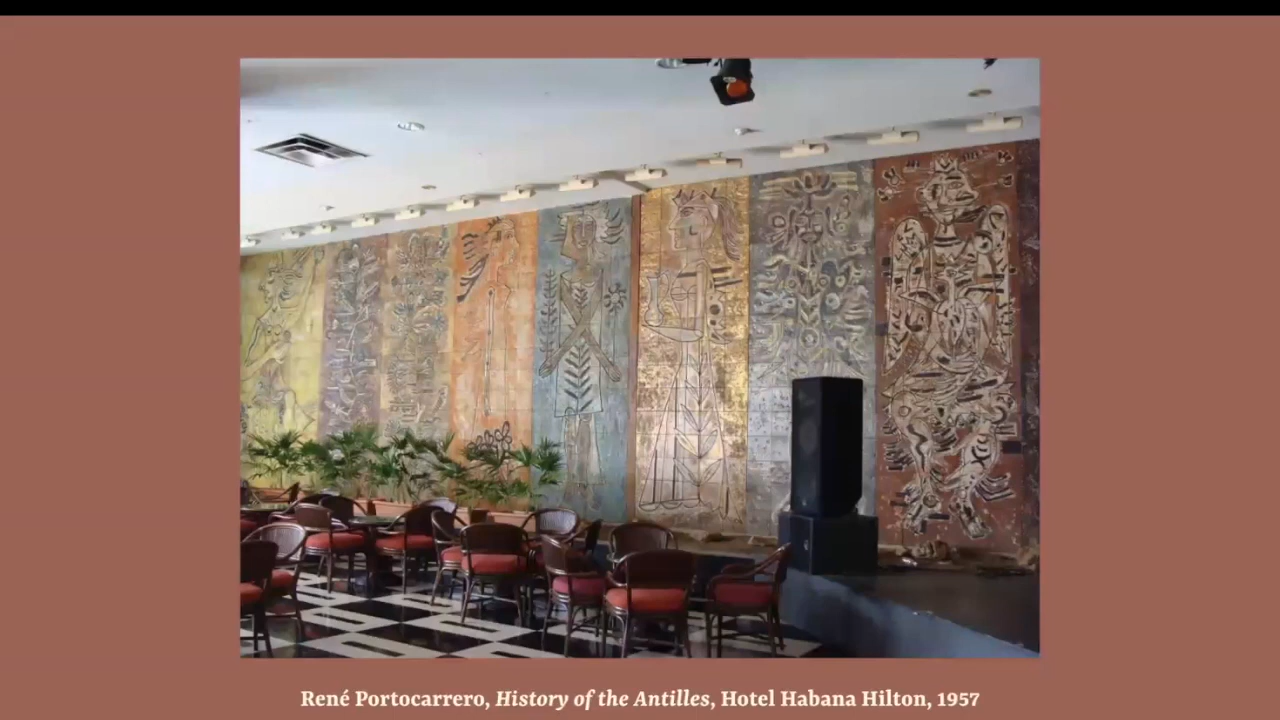 René Portocarrero, History of the Antilles, Hotel Habana Hilton, 1957